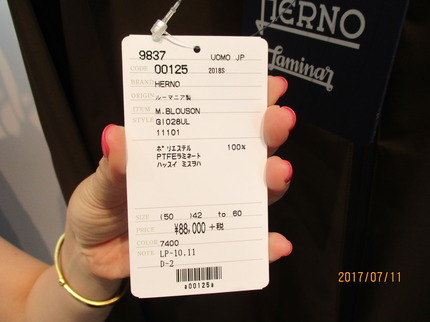 HERNO
Laminar
9837 UOMO JP
CODE 00125 2018S
BRAND HERNO
ORIGIN ルーマニア製
ITEM M.BLOUSON
STYLE GI028UL
11101
ポリエステル 100%
PTFEラミネート
ハッスイ ミズヲハ
SIZE (50 )42 to 60
PRICE ¥88,000+税
COLOR 7400
NOTE LP-10.11
D-2
a00125a
2017/07/11